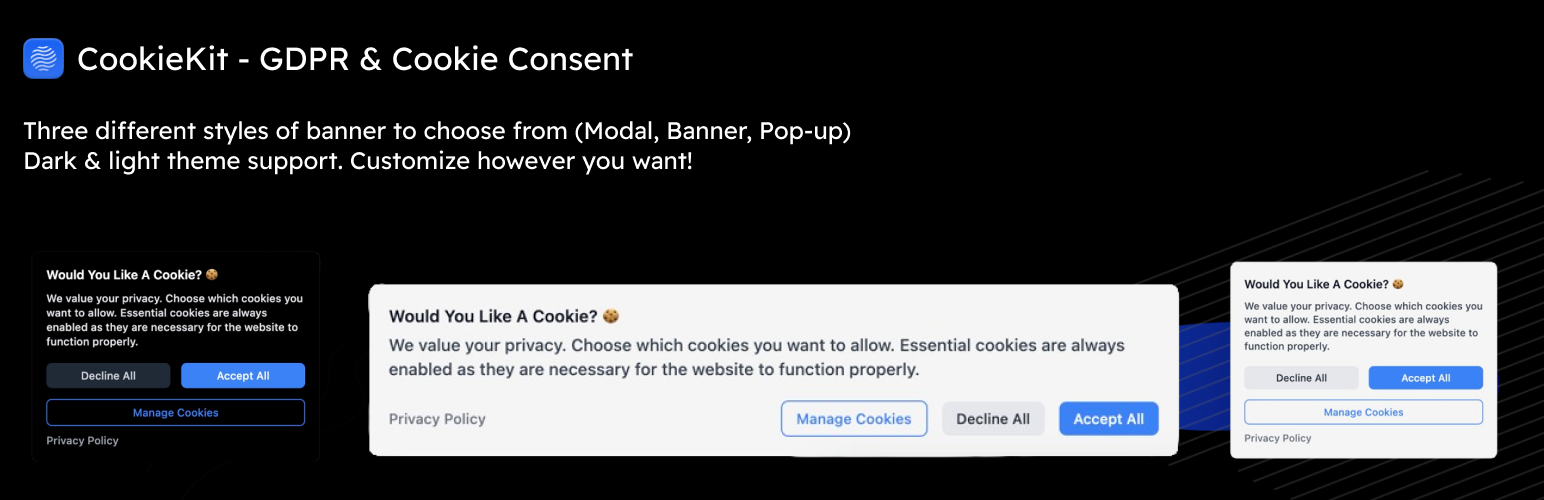 CookieKit - GDPR & Cookie Consent
Three different styles of banner to choose from (Modal, Banner, Pop-up)
Dark & light theme support. Customize however you want!
Would You Like A Cookie? 🍪
We value your privacy. Choose which cookies you
want to allow. Essential cookies are always
enabled as they are necessary for the website to
function properly.
Decline All
Accept All
Manage Cookies
Privacy Policy
Would You Like A Cookie? 🍪
We value your privacy. Choose which cookies you want to allow. Essential cookies are always
enabled as they are necessary for the website to function properly.
Privacy Policy
Manage Cookies
Decline All
Accept All
Would You Like A Cookie? 🍪
We value your privacy. Choose which cookies you
want to allow. Essential cookies are always
enabled as they are necessary for the website to
function properly.
Decline All
Accept All
Manage Cookies
Privacy Policy